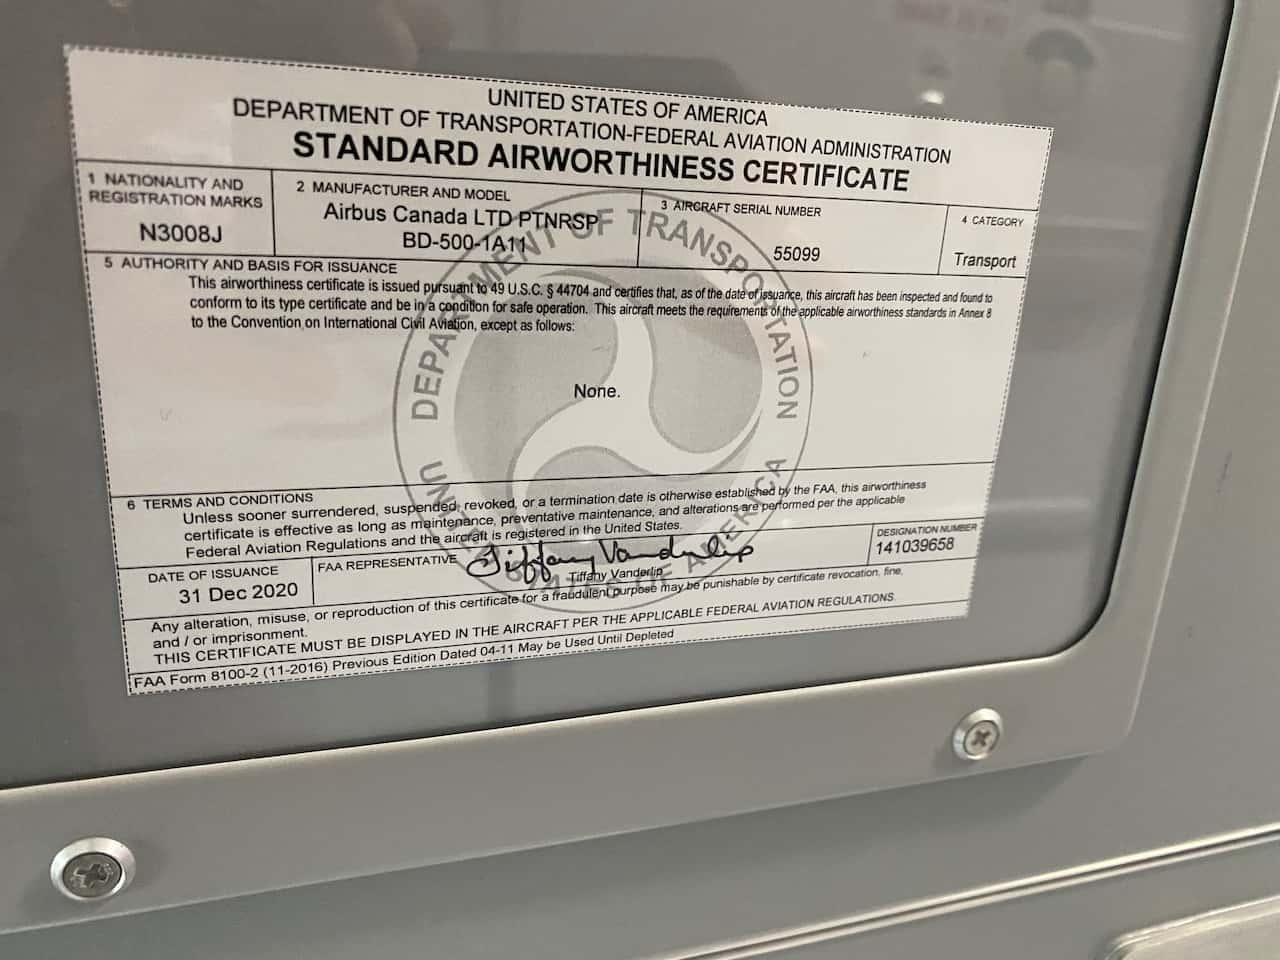 UNITED STATES OF AMERICA
DEPARTMENT OF TRANSPORTATION-FEDERAL AVIATION ADMINISTRATION
STANDARD AIRWORTHINESS CERTIFICATE
1 NATIONALITY AND
REGISTRATION MARKS
N3008J
2 MANUFACTURER AND MODEL
Airbus Canada LTD PTNRSP
BD-500-1A11
3 AIRCRAFT SERIAL NUMBER
55099
4 CATEGORY
Transport
5 AUTHORITY AND BASIS FOR ISSUANCE
This airworthiness certificate is issued pursuant to 49 U.S.C. § 44704 and certifies that, as of the date of issuance, this aircraft has been inspected and found to
conform to its type certificate and be in a condition for safe operation. This aircraft meets the requirements of the applicable airworthiness standards in Annex 8
to the Convention on International Civil Aviation, except as follows:
None.
DEPARTMENT OF TRANSPORTATION
UNITED STATES OF AMERICA
6 TERMS AND CONDITIONS
Unless sooner surrendered, suspended, revoked, or a termination date is otherwise established by the FAA, this airworthiness
certificate is effective as long as maintenance, preventative maintenance, and alterations are performed per the applicable
Federal Aviation Regulations and the aircraft is registered in the United States.
DATE OF ISSUANCE
31 Dec 2020
FAA REPRESENTATIVE
Tiffany Vanderlip
Tiffany Vanderlip
DESIGNATION NUMBER
141039658
Any alteration, misuse, or reproduction of this certificate for a fraudulent purpose may be punishable by certificate revocation, fine,
and / or imprisonment.
THIS CERTIFICATE MUST BE DISPLAYED IN THE AIRCRAFT PER THE APPLICABLE FEDERAL AVIATION REGULATIONS.
FAA Form 8100-2 (11-2016) Previous Edition Dated 04-11 May be Used Until Depleted